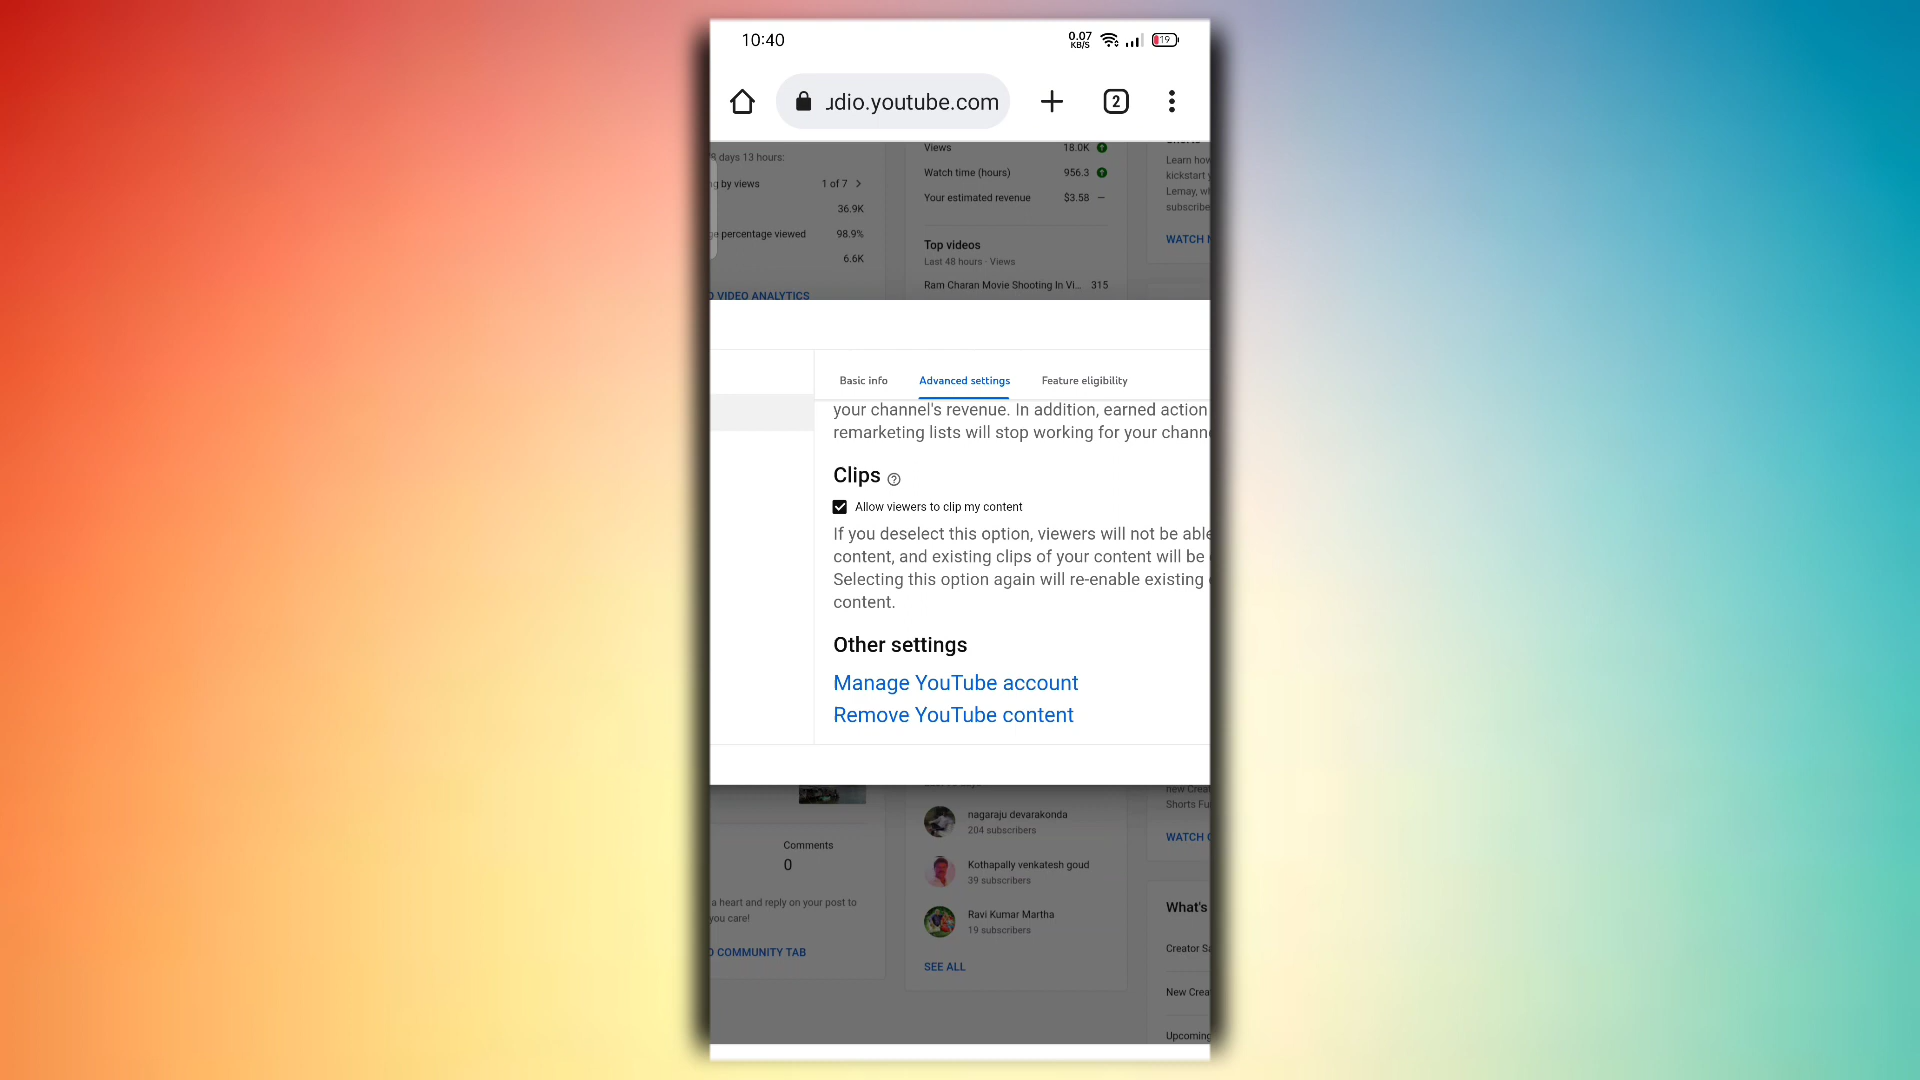 10:40
0.07
KB/S
19
udio.youtube.com
2
days 13 hours:
by views
1 of 7
36.9K
percentage viewed
98.9%
6.6K
VIDEO ANALYTICS
Views 18.0K
Watch time (hours) 956.3
Your estimated revenue $3.58 —
Top videos
Last 48 hours · Views
Ram Charan Movie Shooting In Vi... 315
Learn how
kickstart
Lemay, w
subscribe
WATCH
Basic info
Advanced settings
Feature eligibility
your channel's revenue. In addition, earned action
remarketing lists will stop working for your chann
Clips
Allow viewers to clip my content
If you deselect this option, viewers will not be able
content, and existing clips of your content will be
Selecting this option again will re-enable existing
content.
Other settings
Manage YouTube account
Remove YouTube content
Comments
0
a heart and reply on your post to
you care!
COMMUNITY TAB
nagaraju devarakonda
204 subscribers
Kothapally venkatesh goud
39 subscribers
Ravi Kumar Martha
19 subscribers
SEE ALL
new Crea
Shorts Fu
WATCH
What's
Creator Sa
New Crea
Upcoming